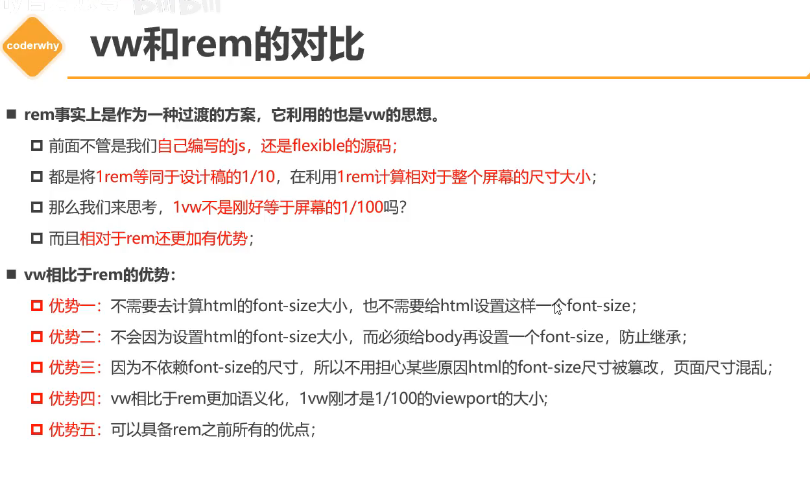 coderwhy
vw和rem的对比
rem事实上是作为一种过渡的方案，它利用的也是vw的思想。
前面不管是我们自己编写的js，还是flexible的源码；
都是将1rem等同于设计稿的1/10，在利用1rem计算相对于整个屏幕的尺寸大小；
那么我们来思考，1vw不是刚好等于屏幕的1/100吗？
而且相对于rem还更加有优势；
vw相比于rem的优势：
优势一：不需要去计算html的font-size大小，也不需要给html设置这样一个font-size；
优势二：不会因为设置html的font-size大小，而必须给body再设置一个font-size，防止继承；
优势三：因为不依赖font-size的尺寸，所以不用担心某些原因html的font-size尺寸被篡改，页面尺寸混乱；
优势四：vw相比于rem更加语义化，1vw刚才是1/100的viewport的大小;
优势五：可以具备rem之前所有的优点；